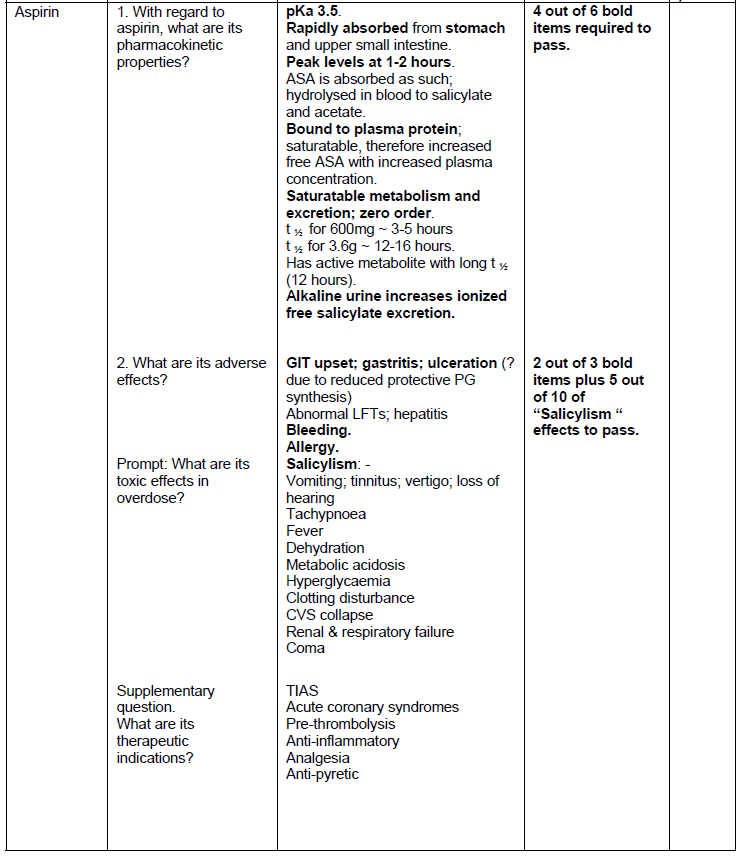 Aspirin
1. With regard to
aspirin, what are its
pharmacokinetic
properties?
pKa 3.5.
Rapidly absorbed from stomach
and upper small intestine.
Peak levels at 1-2 hours.
ASA is absorbed as such;
hydrolysed in blood to salicylate
and acetate.
Bound to plasma protein;
saturatable, therefore increased
free ASA with increased plasma
concentration.
Saturatable metabolism and
excretion; zero order.
t ½ for 600mg ~ 3-5 hours
t ½ for 3.6g ~ 12-16 hours.
Has active metabolite with long t ½
(12 hours).
Alkaline urine increases ionized
free salicylate excretion.
4 out of 6 bold
items required to
pass.
2. What are its adverse
effects?
GIT upset; gastritis; ulceration (?
due to reduced protective PG
synthesis)
Abnormal LFTs; hepatitis
Bleeding.
Allergy.
2 out of 3 bold
items plus 5 out
of 10 of
“Salicylism “
effects to pass.
Prompt: What are its
toxic effects in
overdose?
Salicylism: -
Vomiting; tinnitus; vertigo; loss of
hearing
Tachypnoea
Fever
Dehydration
Metabolic acidosis
Hyperglycaemia
Clotting disturbance
CVS collapse
Renal & respiratory failure
Coma
Supplementary
question.
What are its
therapeutic
indications?
TIAS
Acute coronary syndromes
Pre-thrombolysis
Anti-inflammatory
Analgesia
Anti-pyretic